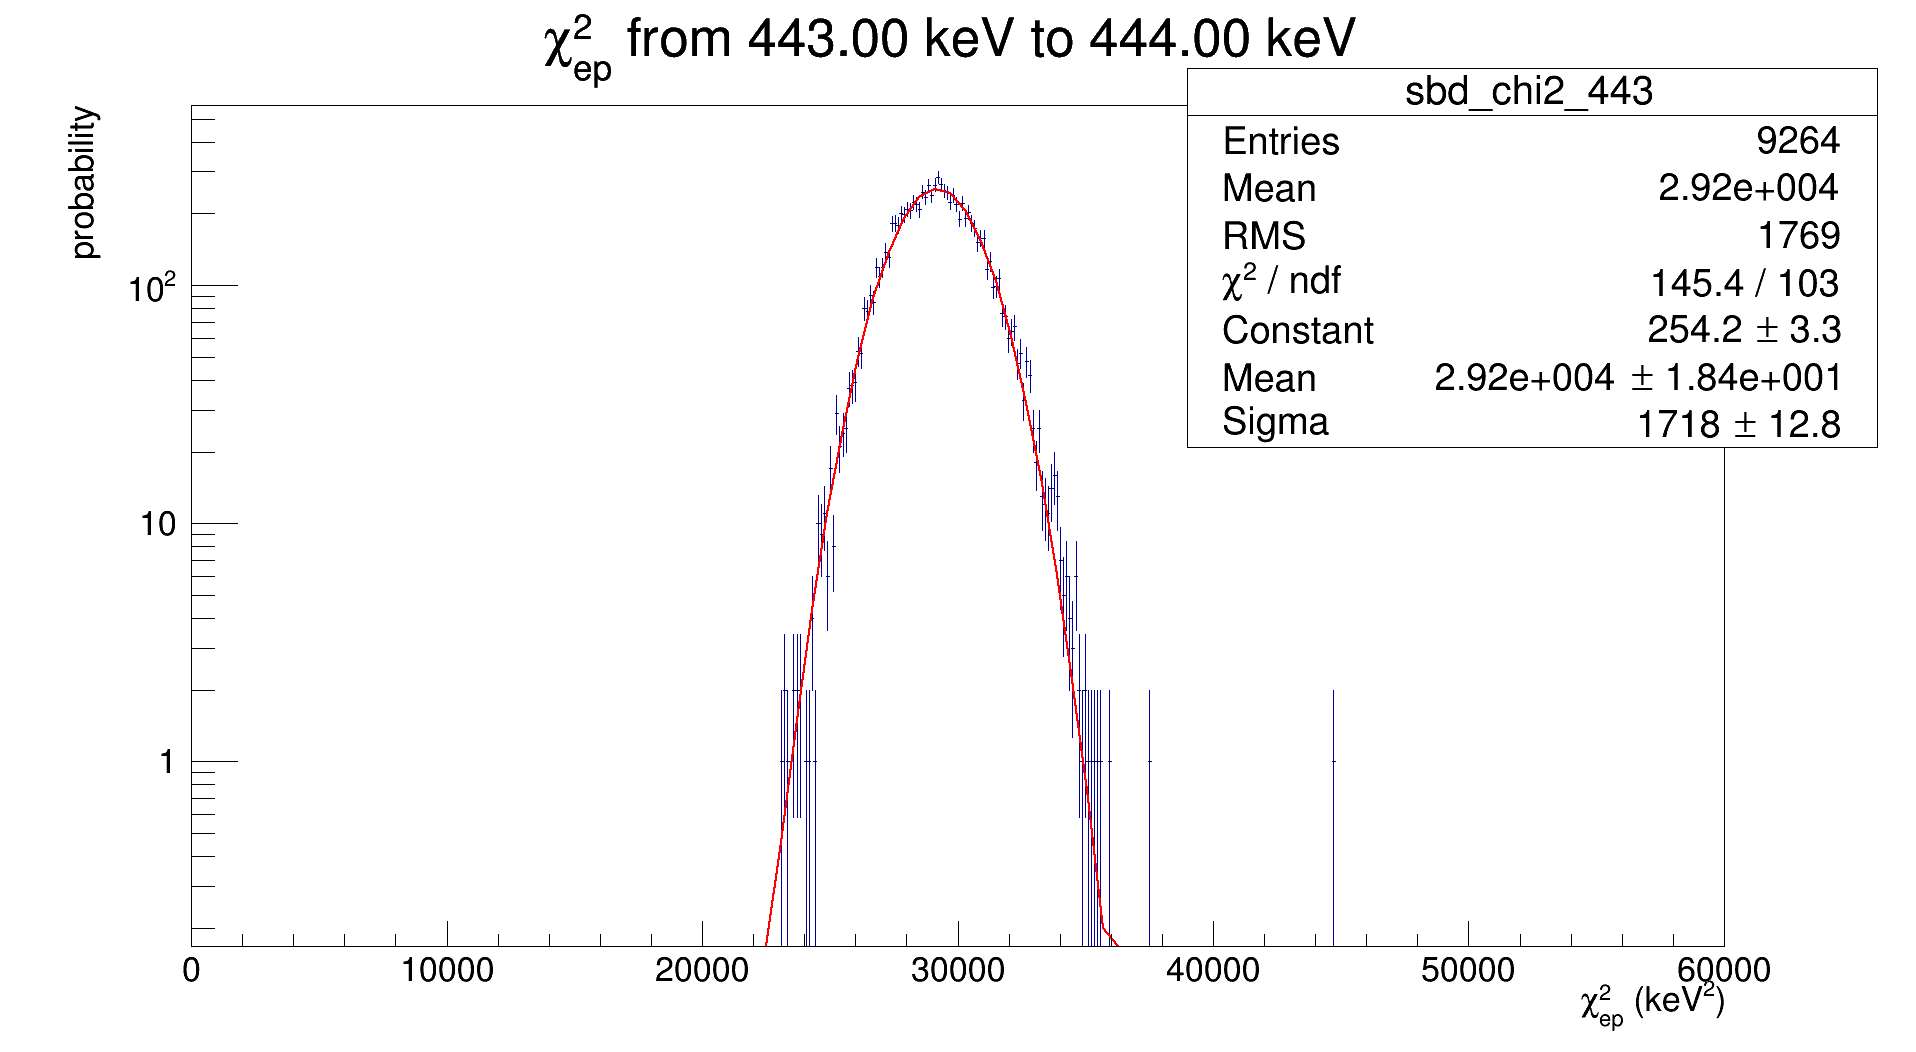 χ²ep from 443.00 keV to 444.00 keV
sbd_chi2_443
Entries 9264
Mean 2.92e+004
RMS 1769
χ² / ndf 145.4 / 103
Constant 254.2 ± 3.3
Mean 2.92e+004 ± 1.84e+001
Sigma 1718 ± 12.8
probability
10²
10
1
0 10000 20000 30000 40000 50000 60000
χ²ep (keV²)